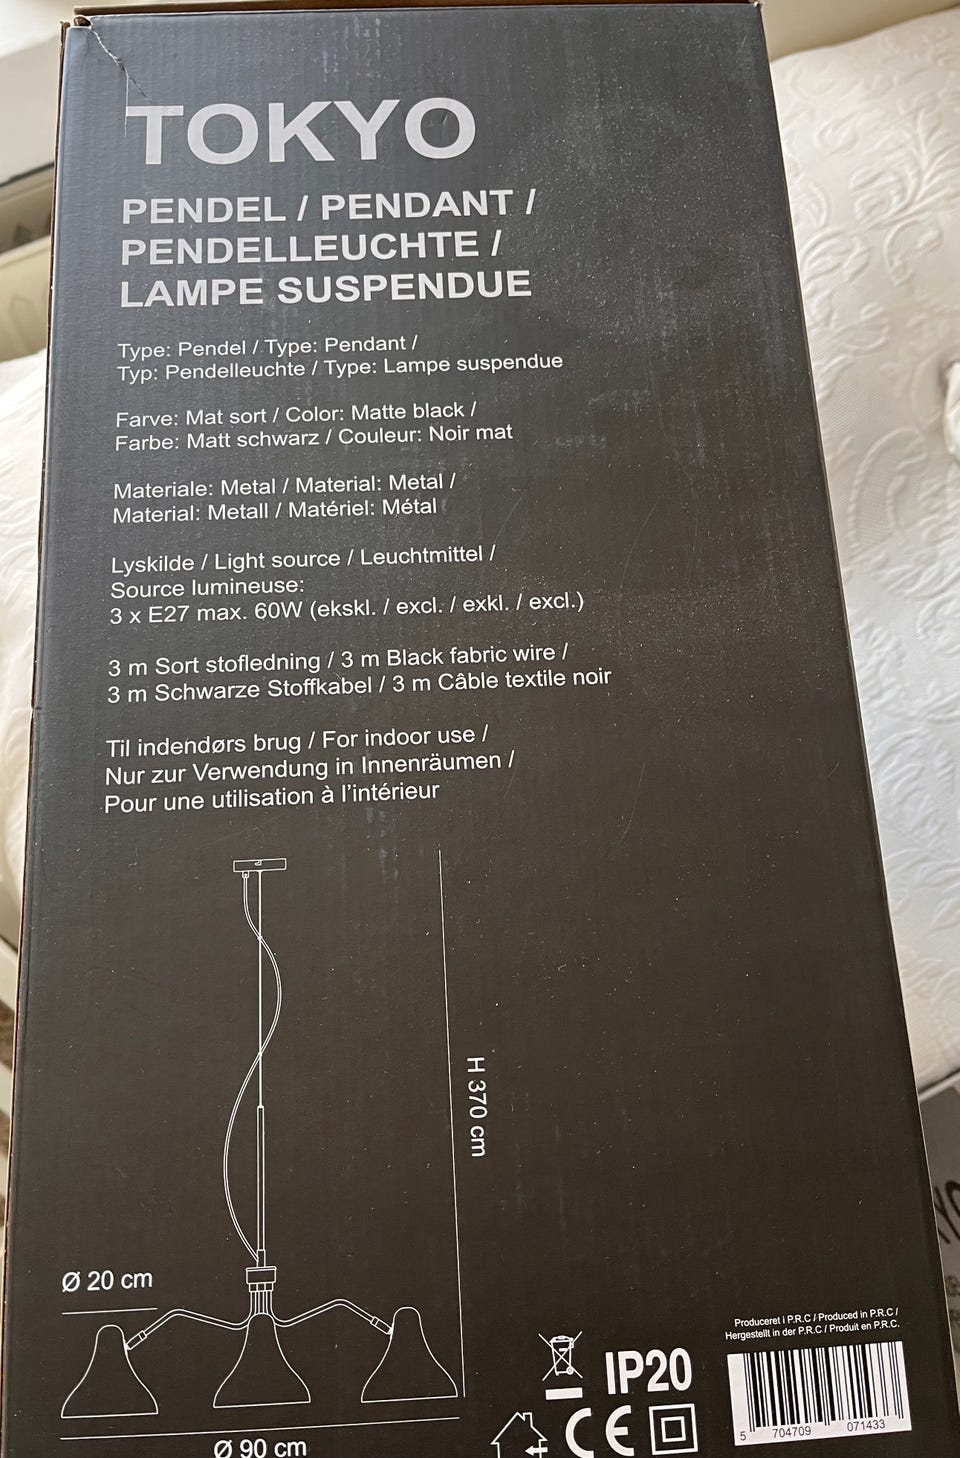 TOKYO
PENDEL / PENDANT /
PENDELLEUCHTE /
LAMPE SUSPENDUE
Type: Pendel / Type: Pendant /
Typ: Pendelleuchte / Type: Lampe suspendue
Farve: Mat sort / Color: Matte black /
Farbe: Matt schwarz / Couleur: Noir mat
Materiale: Metal / Material: Metal /
Material: Metall / Matériel: Métal
Lyskilde / Light source / Leuchtmittel /
Source lumineuse:
3 x E27 max. 60W (ekskl. / excl. / exkl. / excl.)
3 m Sort stofledning / 3 m Black fabric wire /
3 m Schwarze Stoffkabel / 3 m Câble textile noir
Til indendørs brug / For indoor use /
Nur zur Verwendung in Innenräumen /
Pour une utilisation à l'intérieur
H 370 cm
Ø 20 cm
Ø 90 cm
IP20
CE
Produceret i P.R.C / Produced in P.R.C /
Hergestellt in der P.R.C / Produit en P.R.C.
5 704709 071433